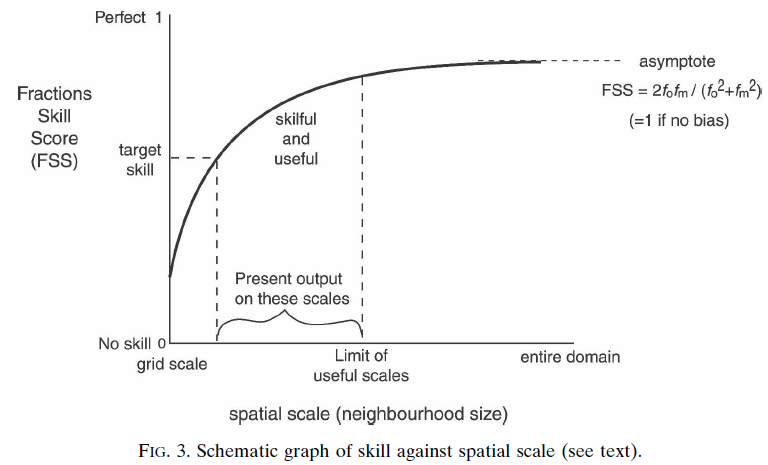 Perfect 1
Fractions
Skill
Score
(FSS)
target
skill
skilful
and
useful
asymptote
FSS = 2fofm / (fo²+fm²)
(=1 if no bias)
Present output
on these scales
No skill 0
grid scale
Limit of
useful scales
entire domain
spatial scale (neighbourhood size)
FIG. 3. Schematic graph of skill against spatial scale (see text).